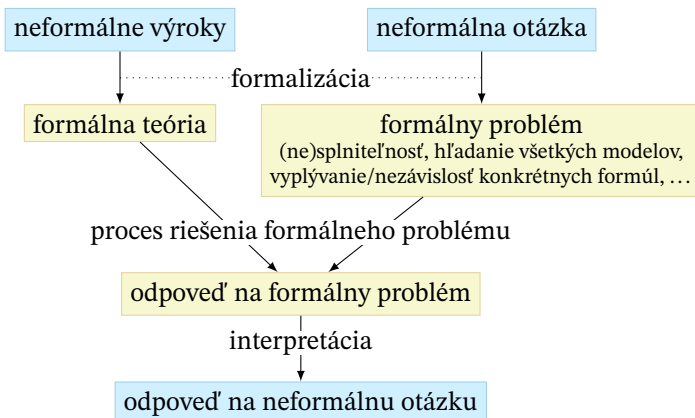 neformálne výroky
neformálna otázka
formalizácia
formálna teória
formálny problém
(ne)splniteľnosť, hľadanie všetkých modelov,
vyplývanie/nezávislosť konkrétnych formúl, …
proces riešenia formálneho problému
odpoveď na formálny problém
interpretácia
odpoveď na neformálnu otázku